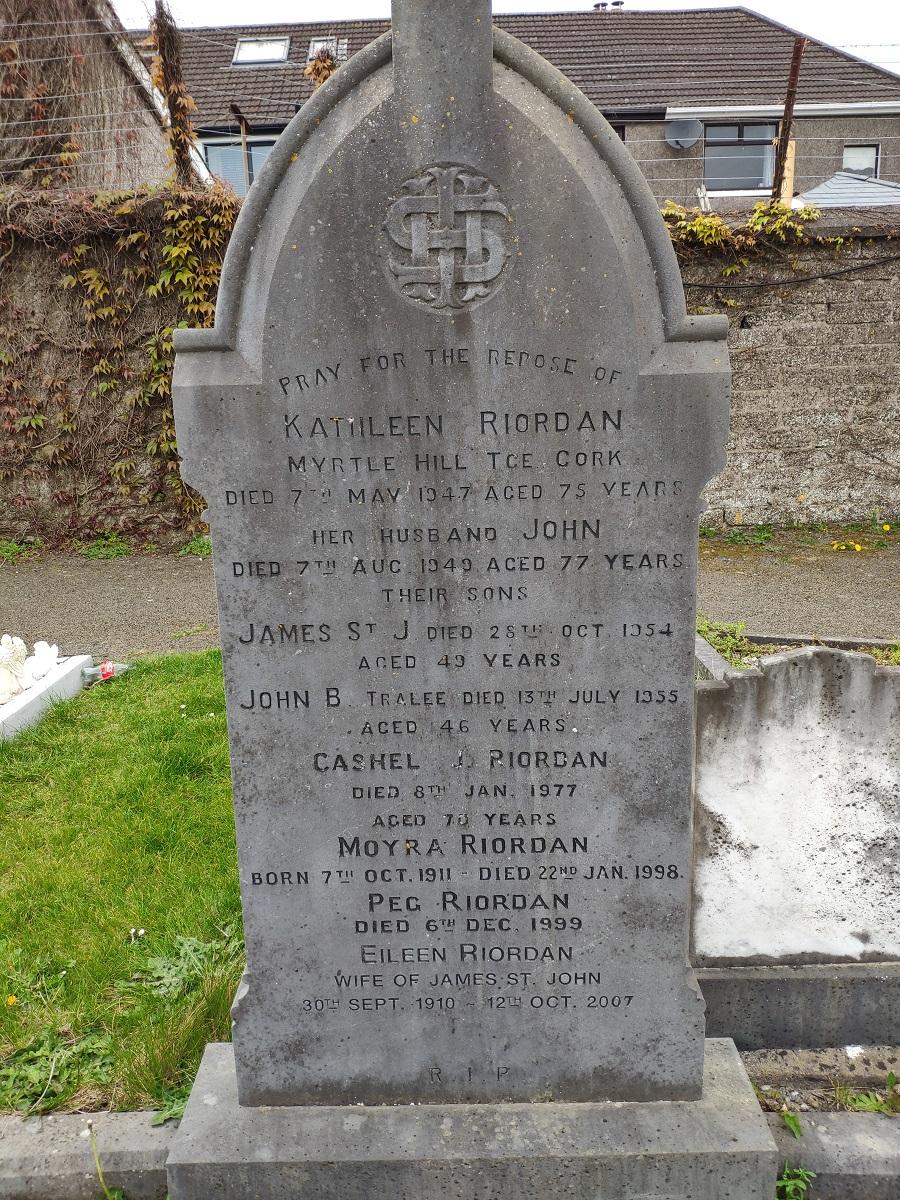 IHS
PRAY FOR THE REPOSE OF
KATHLEEN RIORDAN
MYRTLE HILL TCE CORK
DIED 7TH MAY 1947 AGED 75 YEARS
HER HUSBAND JOHN
DIED 7TH AUG. 1949 AGED 77 YEARS
THEIR SONS
JAMES ST J DIED 28TH OCT. 1954
AGED 49 YEARS
JOHN B. TRALEE DIED 13TH JULY 1955
AGED 46 YEARS.
CASHEL J. RIORDAN
DIED 8TH JAN. 1977
AGED 70 YEARS
MOYRA RIORDAN
BORN 7TH OCT. 1911 - DIED 22ND JAN. 1998.
PEG RIORDAN
DIED 6TH DEC. 1999
EILEEN RIORDAN
WIFE OF JAMES ST. JOHN
30TH SEPT. 1910 - 12TH OCT. 2007
R I P